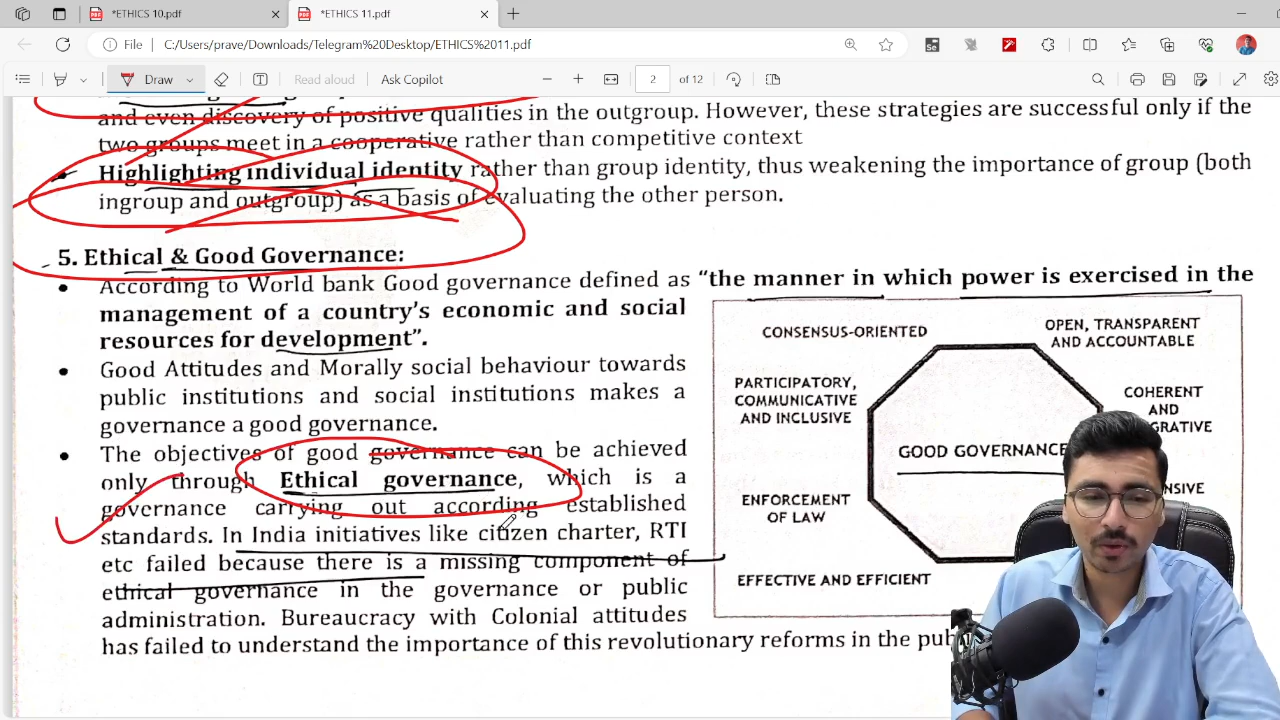 *ETHICS 10.pdf
*ETHICS 11.pdf
File
C:/Users/prave/Downloads/Telegram%20Desktop/ETHICS%2011.pdf
Draw
Read aloud
Ask Copilot
2
of 12
and even discovery of positive qualities in the outgroup. However, these strategies are successful only if the
two groups meet in a cooperative rather than competitive context
Highlighting individual identity rather than group identity, thus weakening the importance of group (both
ingroup and outgroup) as a basis of evaluating the other person.
5. Ethical & Good Governance:
• According to World bank Good governance defined as “the manner in which power is exercised in the
management of a country’s economic and social
resources for development”.
• Good Attitudes and Morally social behaviour towards
public institutions and social institutions makes a
governance a good governance.
• The objectives of good governance can be achieved
only through Ethical governance, which is a
governance carrying out according established
standards. In India initiatives like citizen charter, RTI
etc failed because there is a missing component of
ethical governance in the governance or public
administration. Bureaucracy with Colonial attitudes
has failed to understand the importance of this revolutionary reforms in the
CONSENSUS-ORIENTED
OPEN, TRANSPARENT
AND ACCOUNTABLE
PARTICIPATORY,
COMMUNICATIVE
AND INCLUSIVE
COHERENT
AND
GOOD GOVERNANCE
ENFORCEMENT
OF LAW
EFFECTIVE AND EFFICIENT